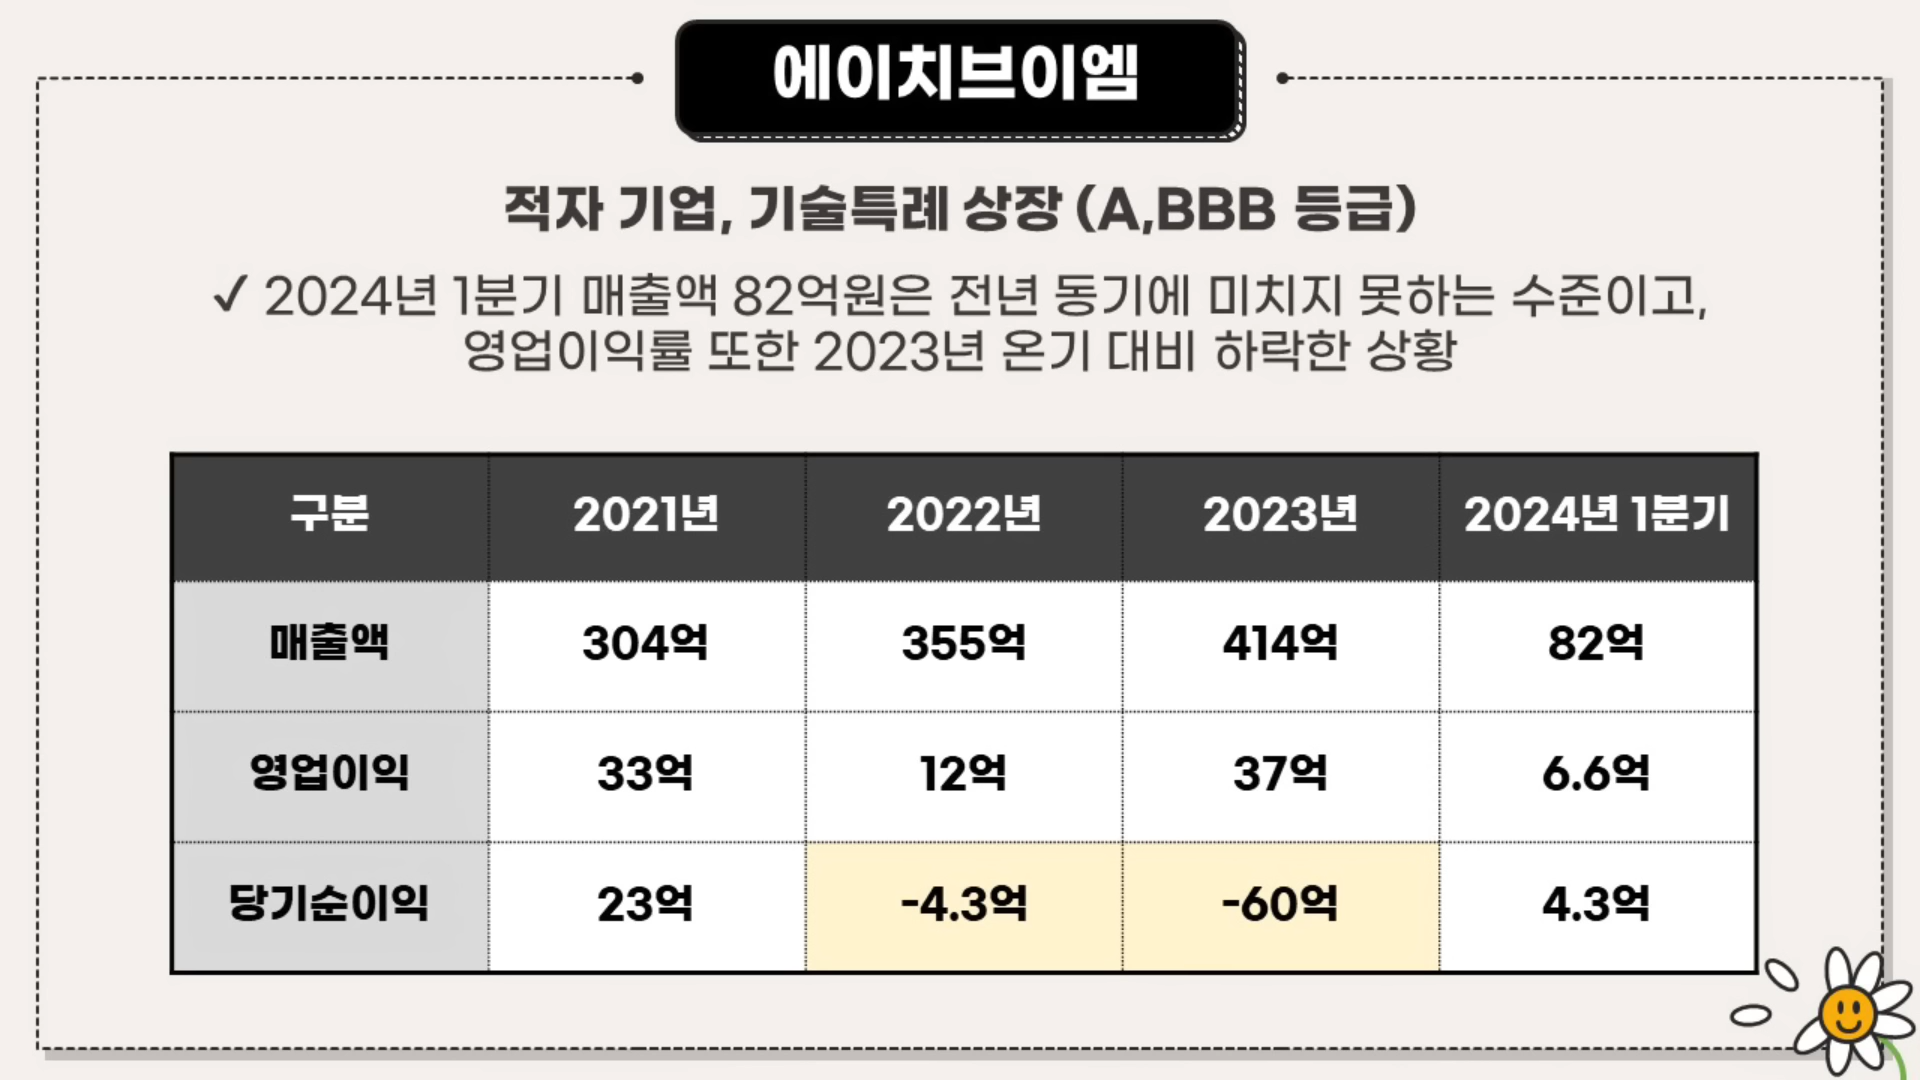 에이치브이엠
적자 기업, 기술특례 상장 (A,BBB 등급)
✓ 2024년 1분기 매출액 82억원은 전년 동기에 미치지 못하는 수준이고,
영업이익률 또한 2023년 온기 대비 하락한 상황
구분 2021년 2022년 2023년 2024년 1분기
매출액 304억 355억 414억 82억
영업이익 33억 12억 37억 6.6억
당기순이익 23억 -4.3억 -60억 4.3억